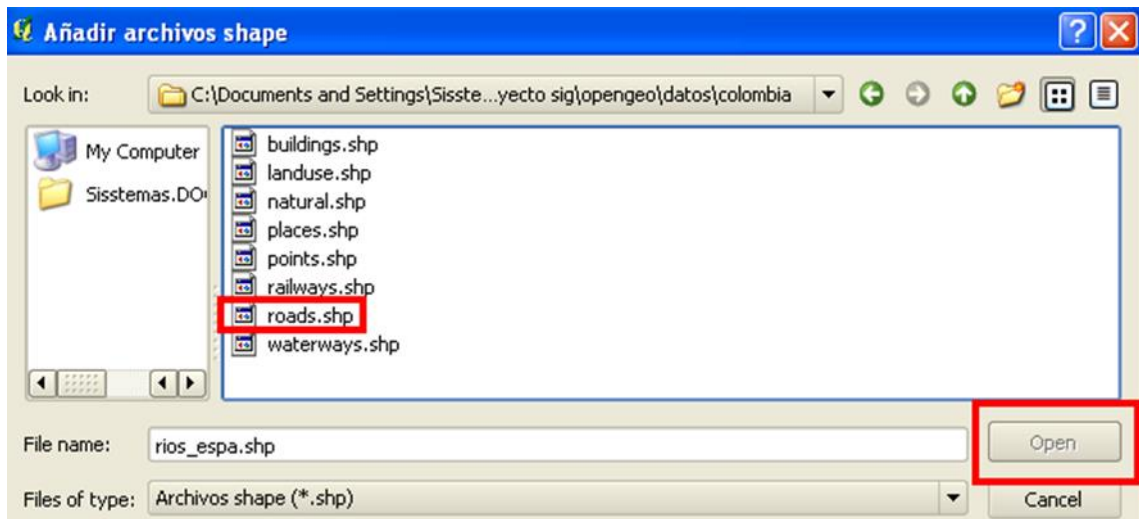 Añadir archivos shape
Look in: C:\Documents and Settings\Sisste...yecto sig\opengeo\datos\colombia
My Computer
Sisstemas.DO
buildings.shp
landuse.shp
natural.shp
places.shp
points.shp
railways.shp
roads.shp
waterways.shp
File name: rios_espa.shp
Open
Files of type: Archivos shape (*.shp)
Cancel